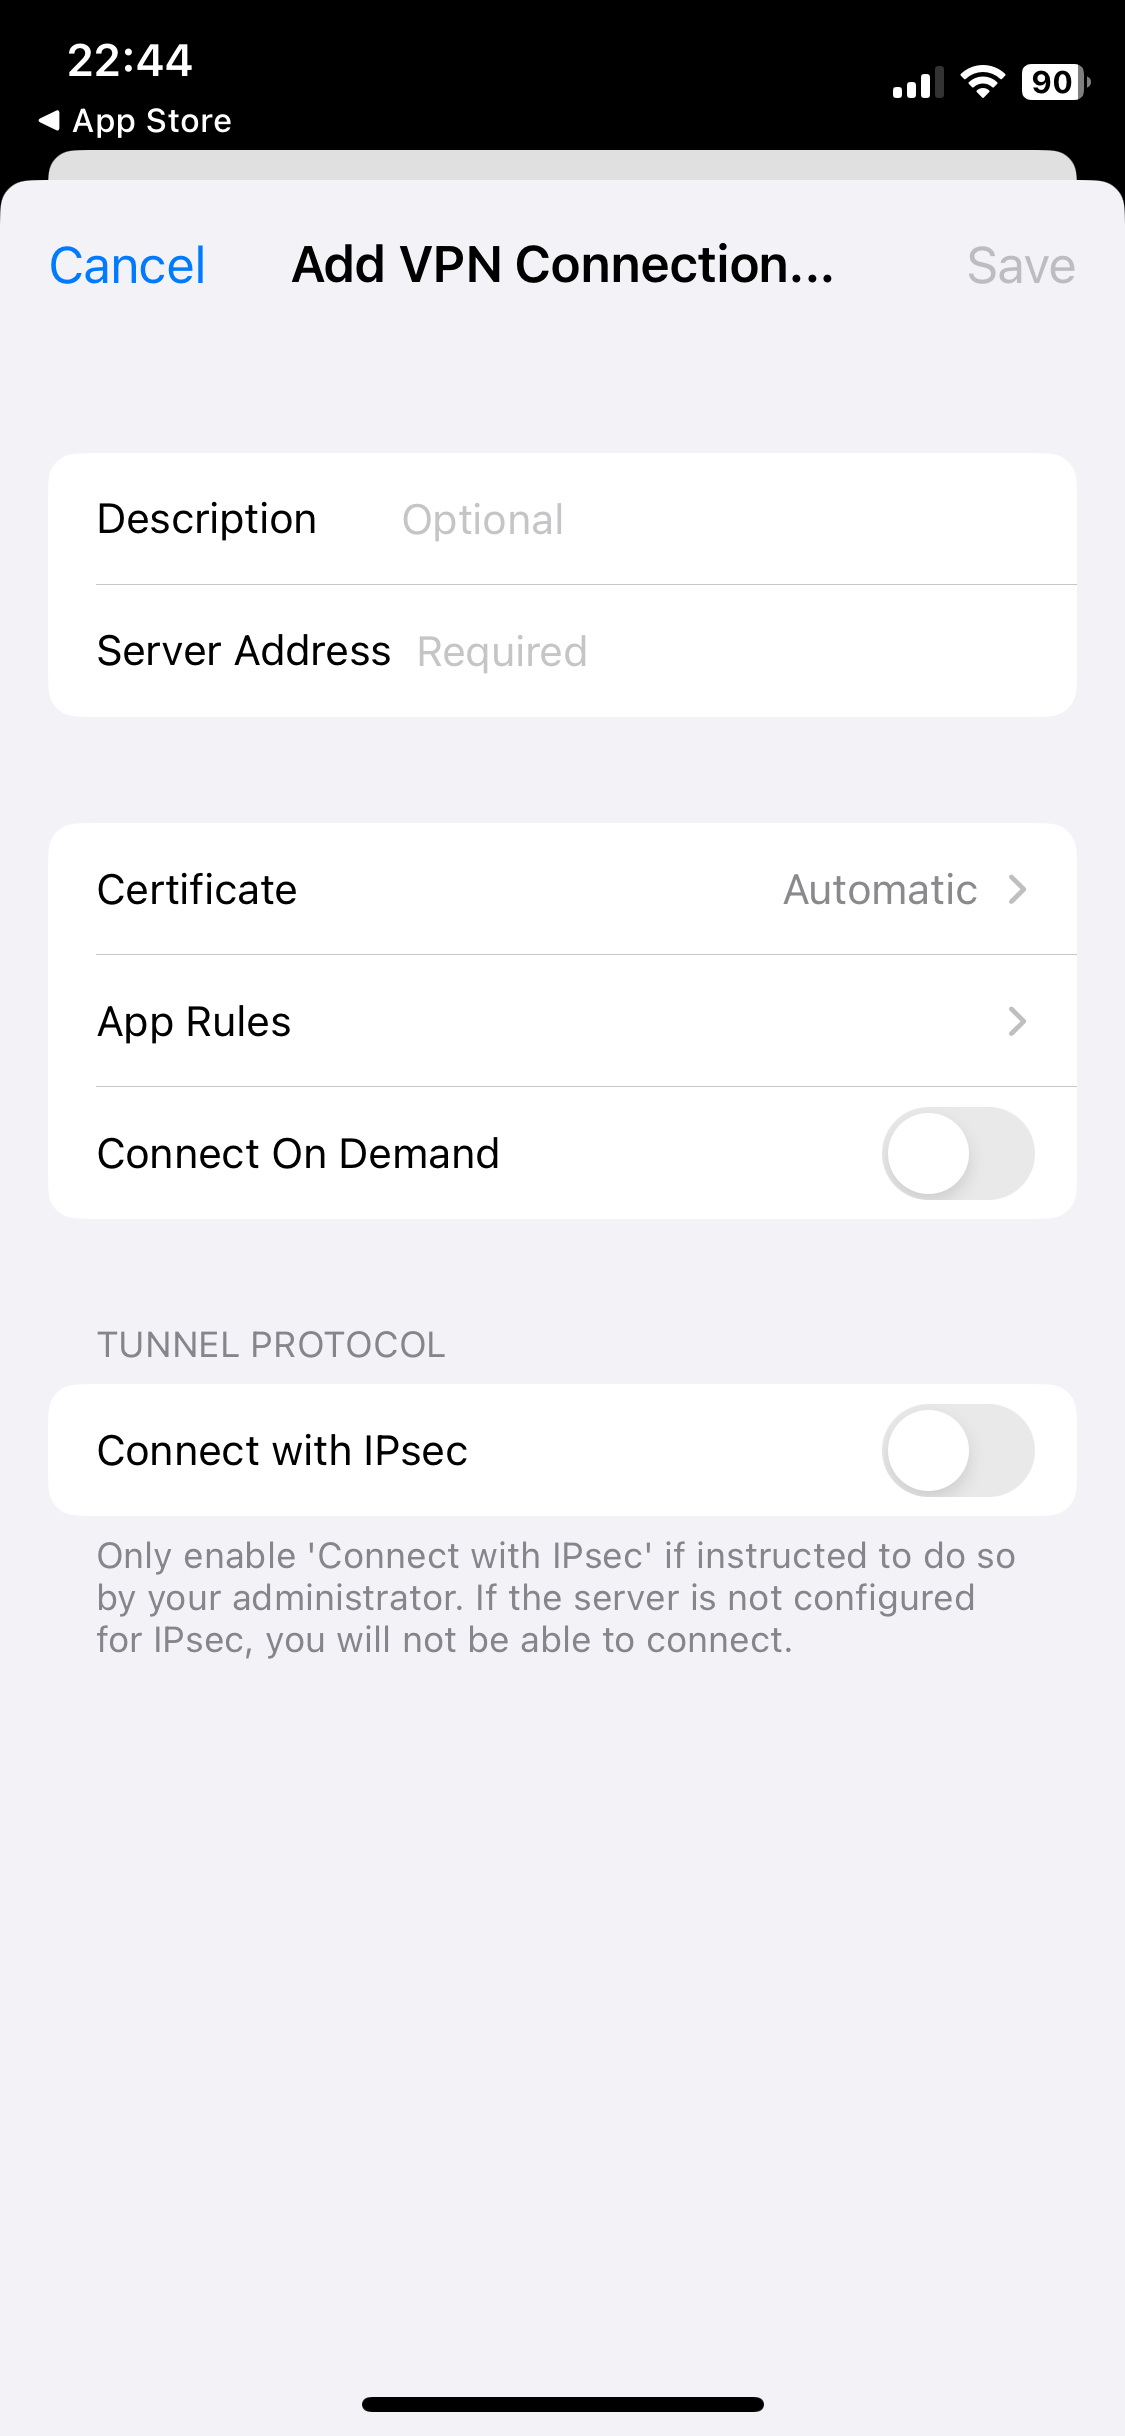 22:44
90
◀ App Store
Cancel
Add VPN Connection...
Save
Description Optional
Server Address Required
Certificate Automatic
App Rules
Connect On Demand
TUNNEL PROTOCOL
Connect with IPsec
Only enable 'Connect with IPsec' if instructed to do so
by your administrator. If the server is not configured
for IPsec, you will not be able to connect.